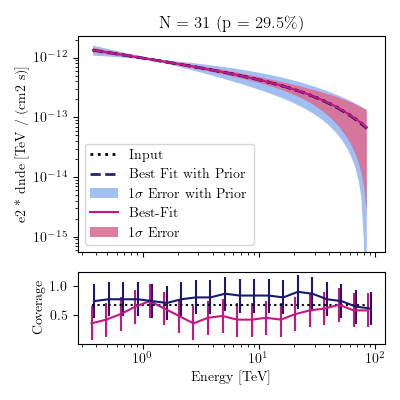 N = 31 (p = 29.5%)
e2 * dnde [TeV / (cm2 s)]
10⁻¹²
10⁻¹³
10⁻¹⁴
10⁻¹⁵
Input
Best Fit with Prior
1σ Error with Prior
Best-Fit
1σ Error
Coverage
1.0
0.5
10⁰
10¹
10²
Energy [TeV]